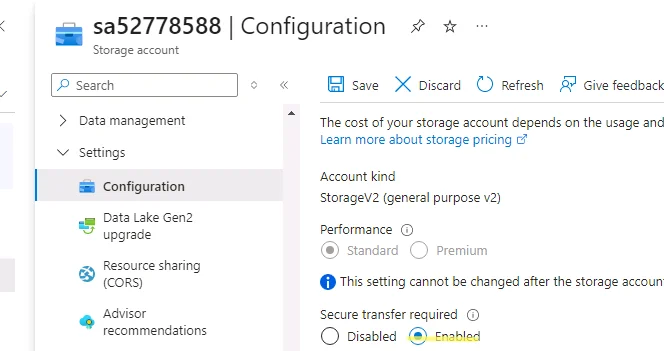 sa52778588 | Configuration
Storage account
Search
Save
Discard
Refresh
Give feedback
Data management
Settings
Configuration
Data Lake Gen2
upgrade
Resource sharing
(CORS)
Advisor
recommendations
The cost of your storage account depends on the usage and
Learn more about storage pricing
Account kind
StorageV2 (general purpose v2)
Performance
Standard
Premium
This setting cannot be changed after the storage account
Secure transfer required
Disabled
Enabled